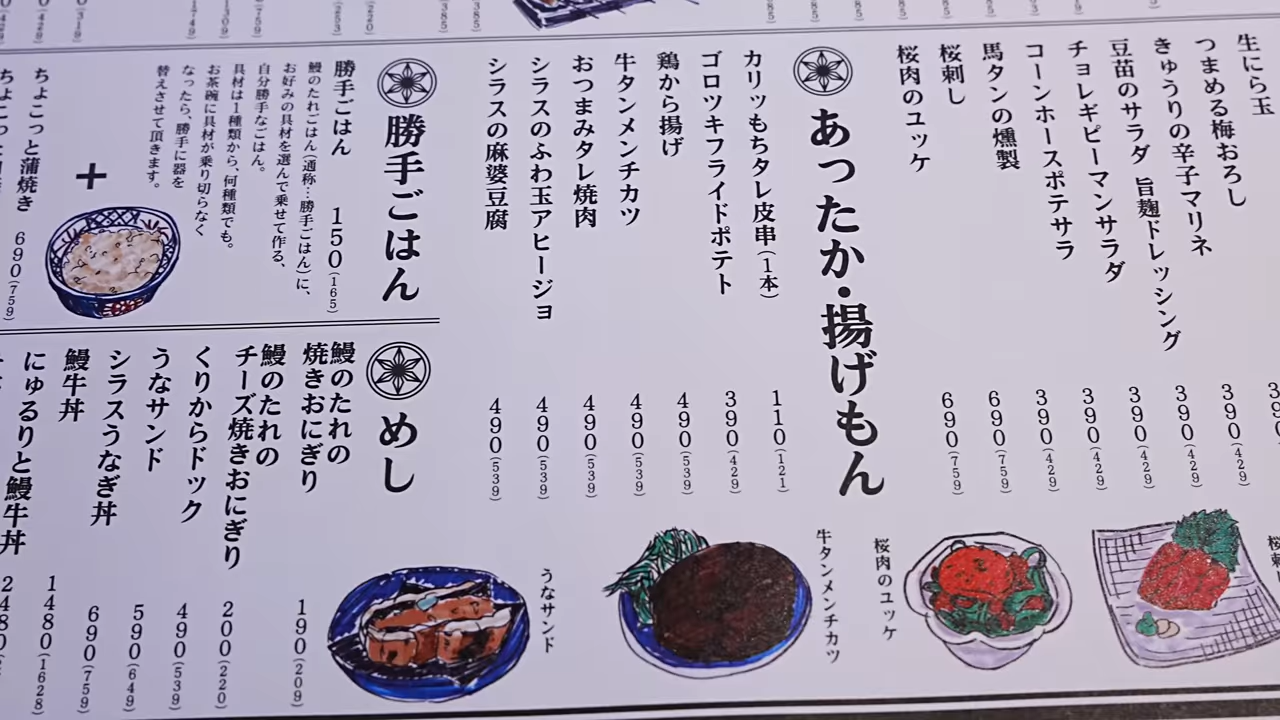 生にら玉
つまめる梅おろし 390(429)
きゅうりの辛子マリネ 390(429)
豆苗のサラダ 旨麹ドレッシング 390(429)
チョレギピーマンサラダ 390(429)
コーンホースポテサラ 390(429)
馬タンの燻製 690(759)
桜刺し 690(759)
桜肉のユッケ
桜肉のユッケ
あったか・揚げもん
カリッもちタレ皮串(1本) 110(121)
ゴロツキフライドポテト 390(429)
鶏から揚げ 490(539)
牛タンメンチカツ 490(539)
おつまみタレ焼肉 490(539)
シラスのふわ玉アヒージョ 490(539)
シラスの麻婆豆腐 490(539)
牛タンメンチカツ
うなサンド
勝手ごはん
勝手ごはん 150(165)
鰻のたれごはん(通称:勝手ごはん)に、
お好みの具材を選んで乗せて作る、
自分勝手なごはん。
具材は1種類から、何種類でも。
お茶碗に具材が乗り切らなく
なったら、勝手に器を
替えさせて頂きます。
+
ちょこっと蒲焼き 690(759)
めし
鰻のたれの
焼きおにぎり 190(209)
鰻のたれの
チーズ焼きおにぎり 200(220)
くりからドック 490(539)
うなサンド 590(649)
シラスうなぎ丼 690(759)
鰻牛丼 1480(1628)
にゅるりと鰻牛丼 2480